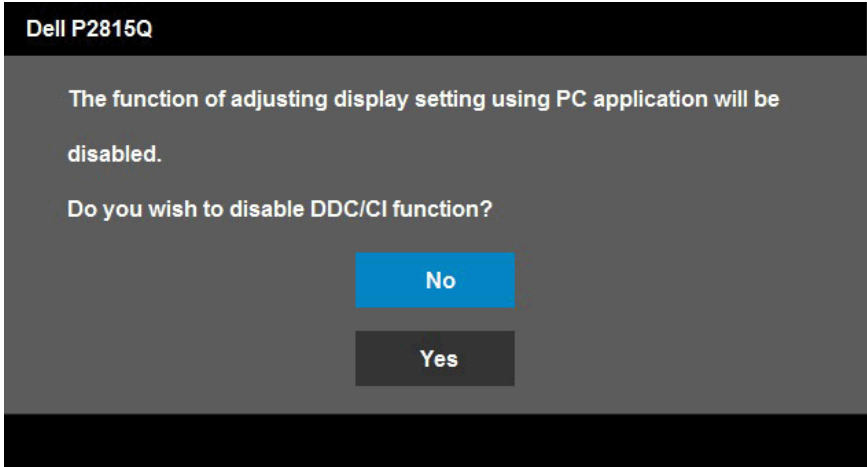 Dell P2815Q
The function of adjusting display setting using PC application will be
disabled.
Do you wish to disable DDC/CI function?
No
Yes